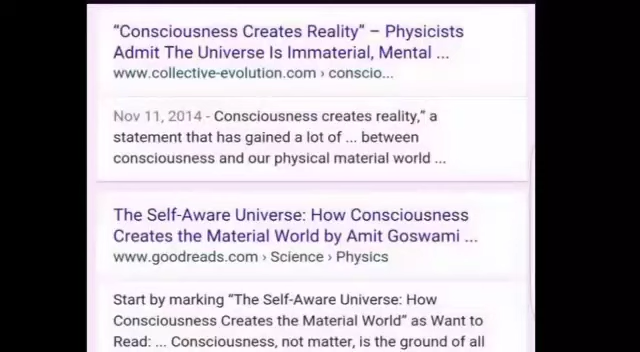 “Consciousness Creates Reality” – Physicists
Admit The Universe Is Immaterial, Mental ...
www.collective-evolution.com › conscio...
Nov 11, 2014 - Consciousness creates reality,” a
statement that has gained a lot of ... between
consciousness and our physical material world ...
The Self-Aware Universe: How Consciousness
Creates the Material World by Amit Goswami ...
www.goodreads.com › Science › Physics
Start by marking “The Self-Aware Universe: How
Consciousness Creates the Material World” as Want to
Read: ... Consciousness, not matter, is the ground of all